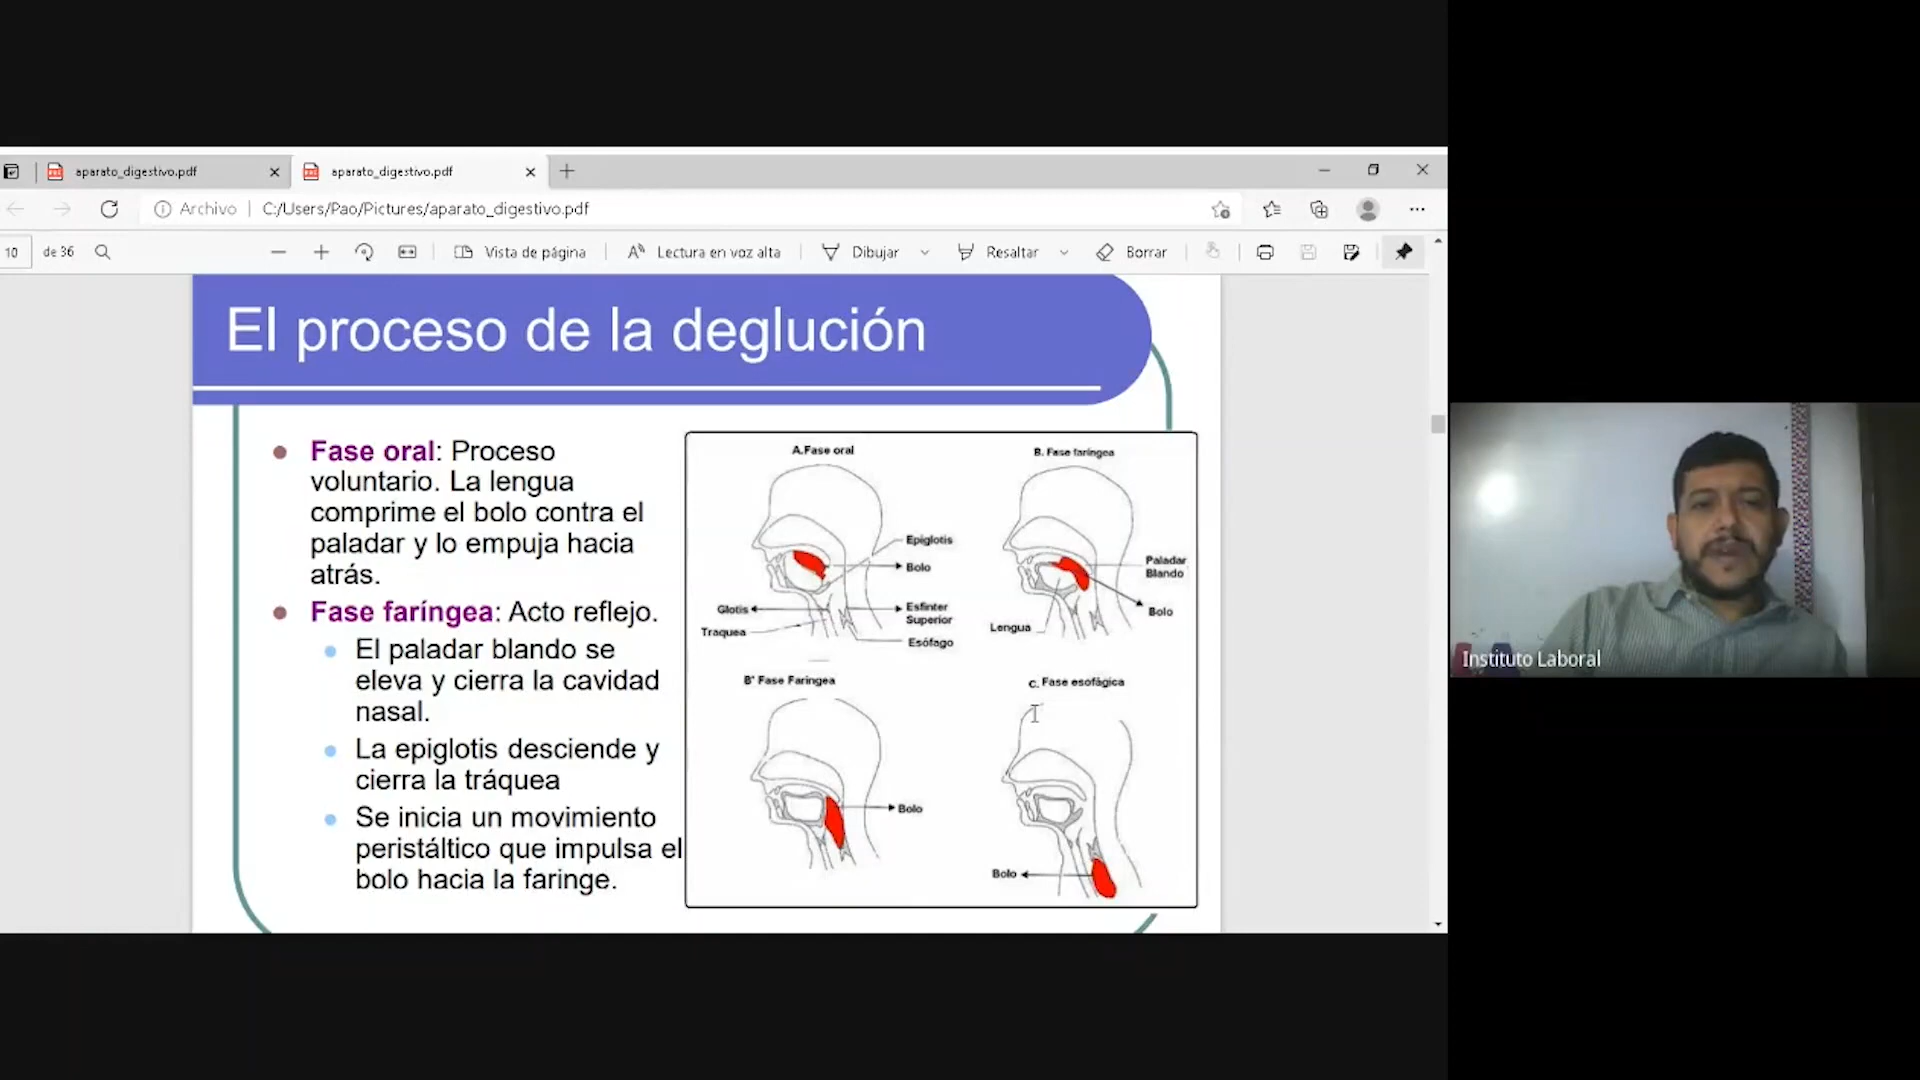 aparato_digestivo.pdf
aparato_digestivo.pdf
Archivo
C:/Users/Pao/Pictures/aparato_digestivo.pdf
10 de 36
Vista de página
Lectura en voz alta
Dibujar
Resaltar
Borrar
El proceso de la deglución
Fase oral: Proceso
voluntario. La lengua
comprime el bolo contra el
paladar y lo empuja hacia
atrás.
Fase faríngea: Acto reflejo.
El paladar blando se
eleva y cierra la cavidad
nasal.
La epiglotis desciende y
cierra la tráquea
Se inicia un movimiento
peristáltico que impulsa el
bolo hacia la faringe.
A.Fase oral
Epiglotis
Bolo
Glotis
Esfinter
Superior
Traquea
Esófago
B. Fase faríngea
Paladar
Blando
Bolo
Lengua
B' Fase Faringea
Bolo
C. Fase esofágica
Bolo
Instituto Laboral